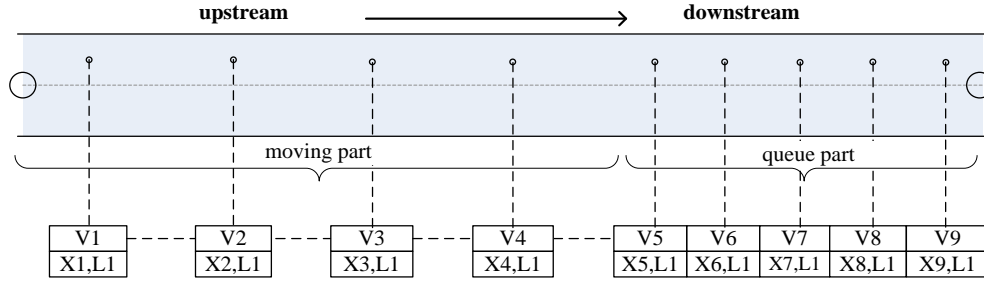 upstream downstream
moving part queue part
V1 V2 V3 V4 V5 V6 V7 V8 V9
X1,L1 X2,L1 X3,L1 X4,L1 X5,L1 X6,L1 X7,L1 X8,L1 X9,L1